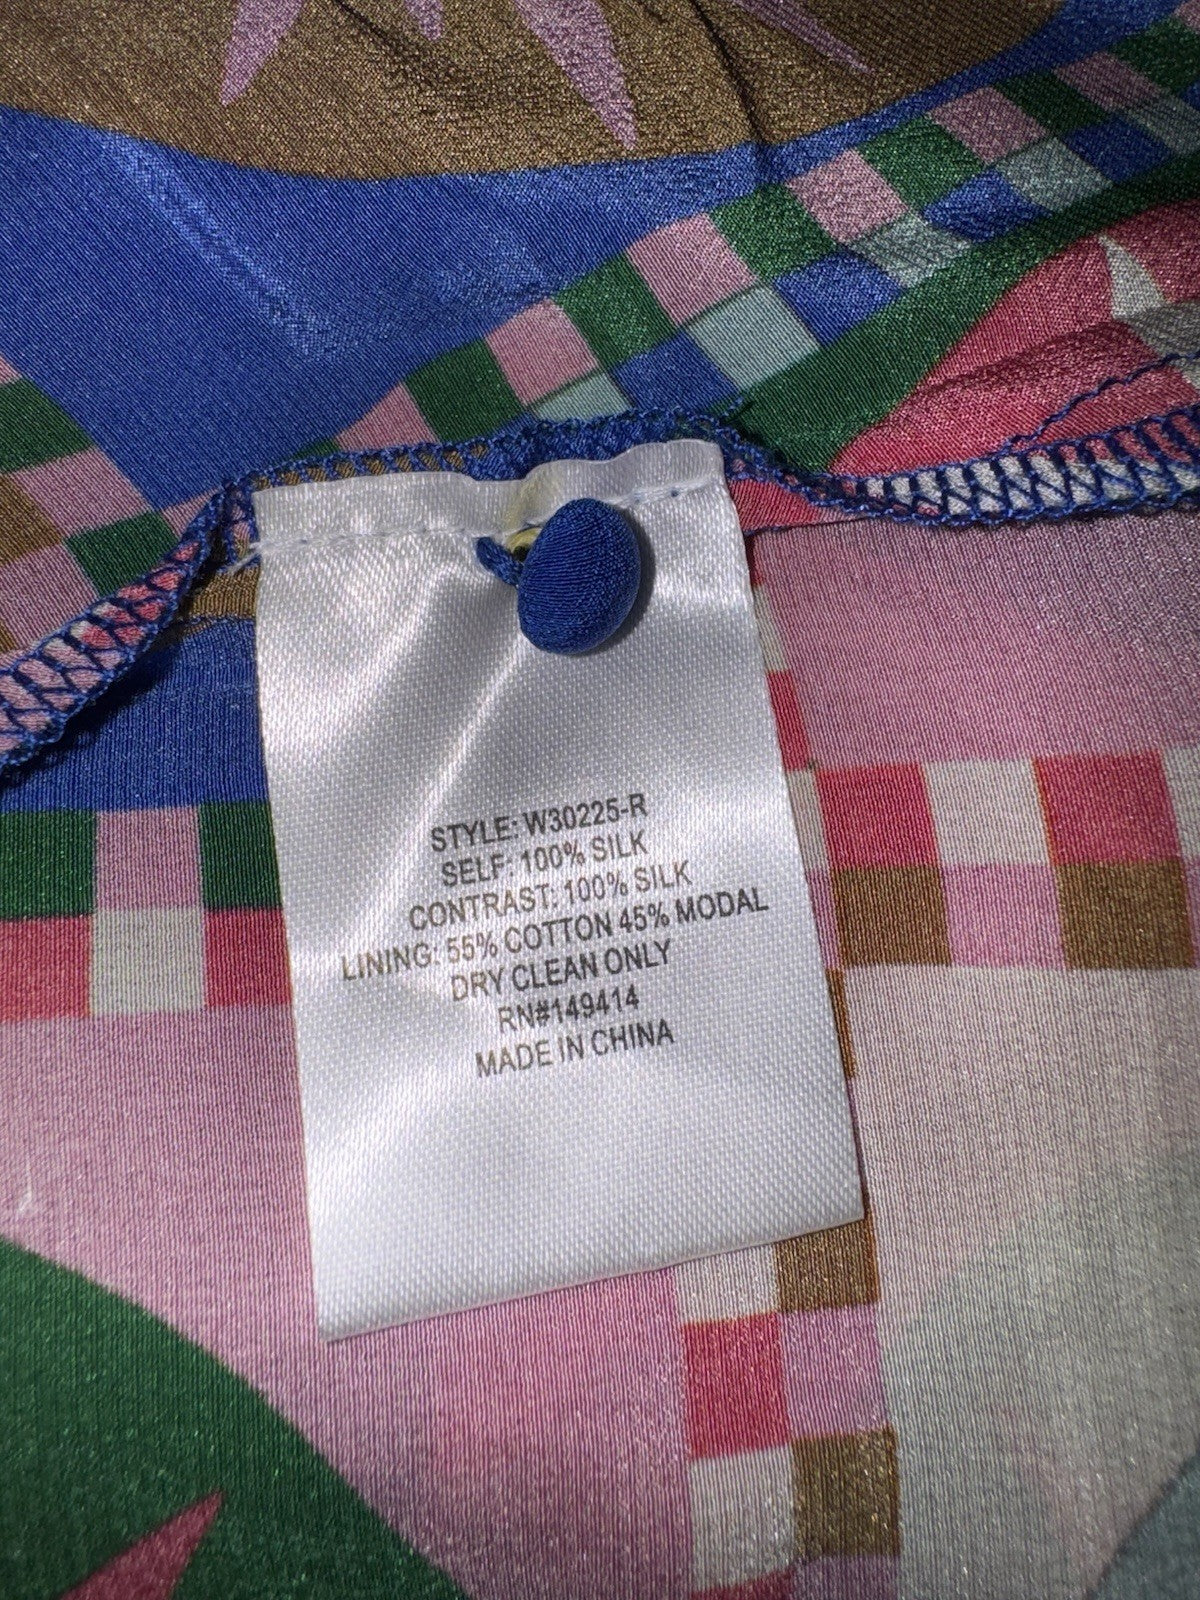 STYLE: W30225-R
SELF: 100% SILK
CONTRAST: 100% SILK
LINING: 55% COTTON 45% MODAL
DRY CLEAN ONLY
RN#149414
MADE IN CHINA